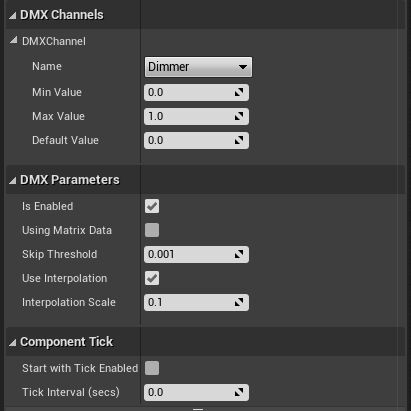 DMX Channels
DMXChannel
Name Dimmer
Min Value 0.0
Max Value 1.0
Default Value 0.0
DMX Parameters
Is Enabled
Using Matrix Data
Skip Threshold 0.001
Use Interpolation
Interpolation Scale 0.1
Component Tick
Start with Tick Enabled
Tick Interval (secs) 0.0